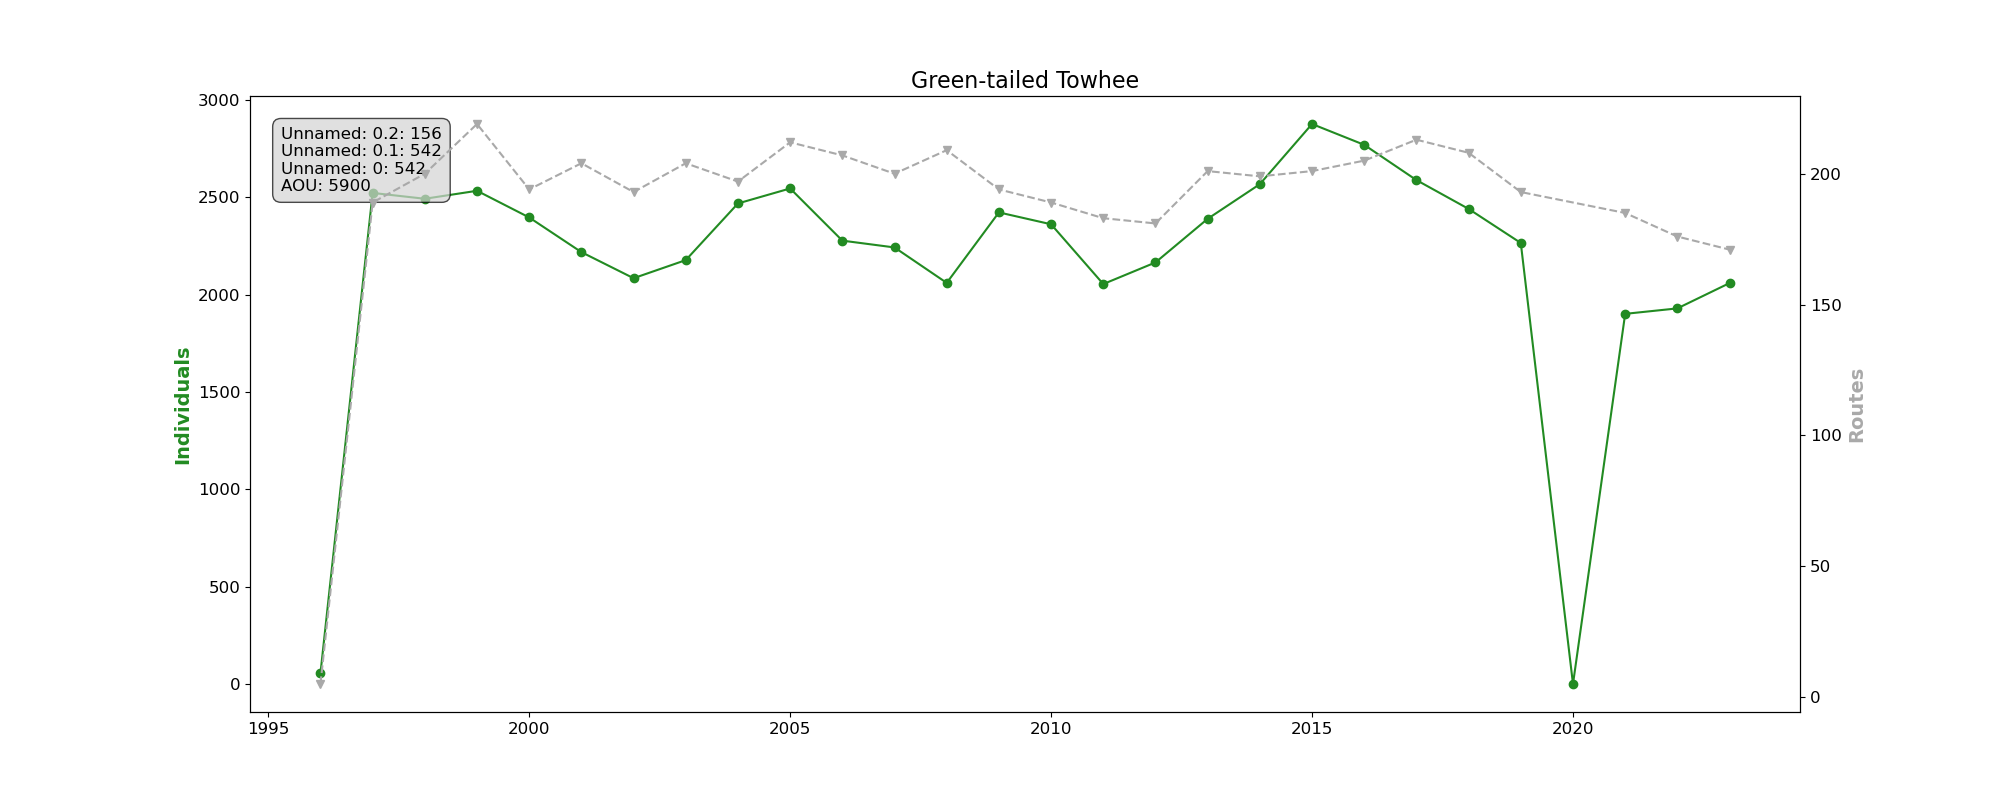 Green-tailed Towhee
Unnamed: 0.2: 156
Unnamed: 0.1: 542
Unnamed: 0: 542
AOU: 5900
Individuals
3000
2500
2000
1500
1000
500
0
Routes
200
150
100
50
0
1995 2000 2005 2010 2015 2020